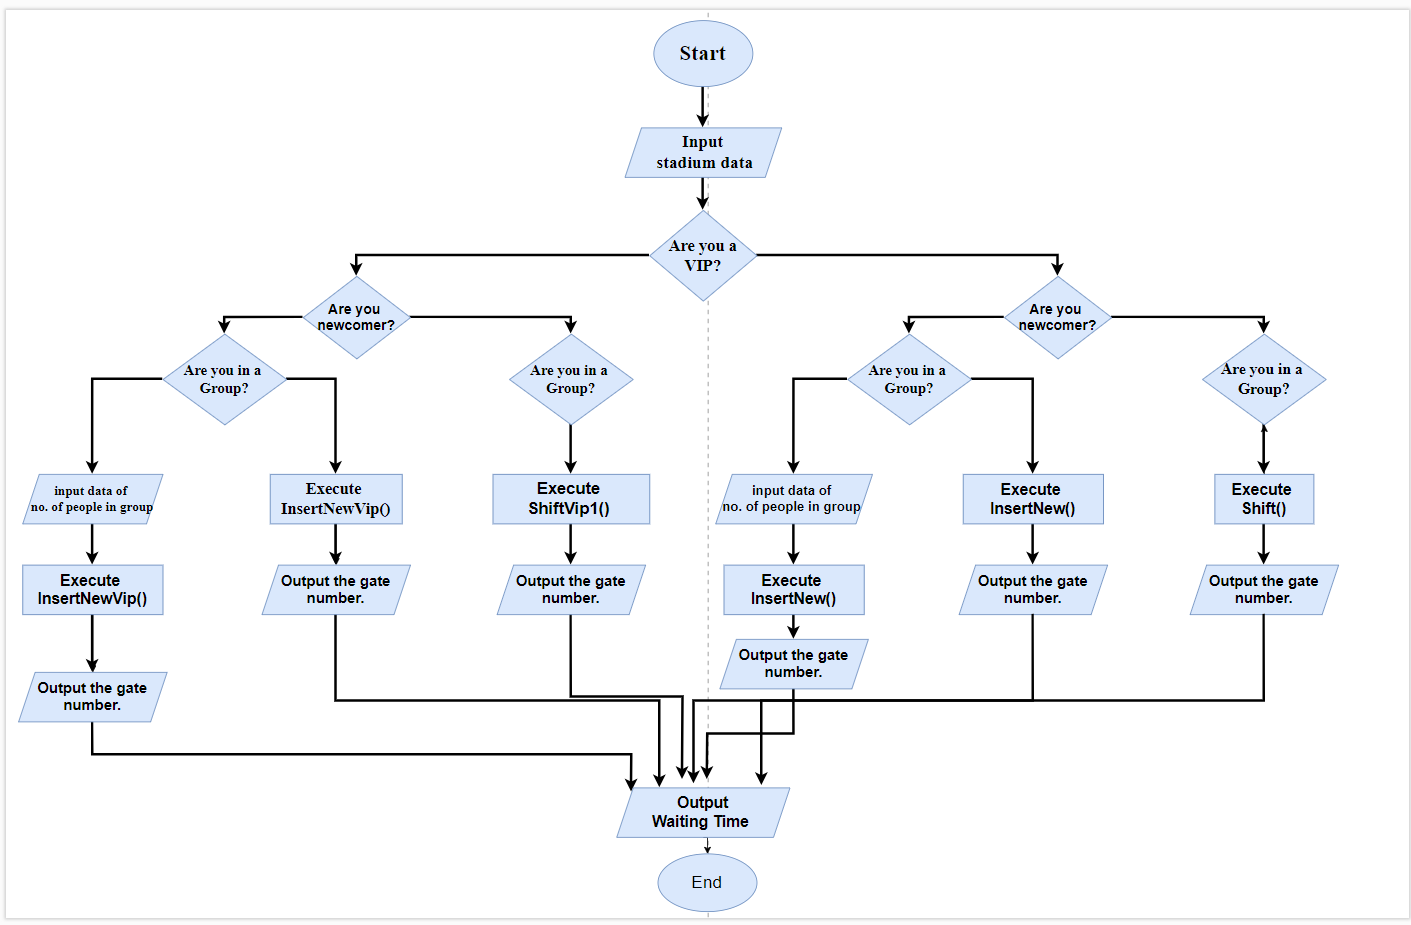 Start
Input
stadium data
Are you a
VIP?
Are you
newcomer?
Are you
newcomer?
Are you in a
Group?
Are you in a
Group?
Are you in a
Group?
Are you in a
Group?
input data of
no. of people in group
Execute
InsertNewVip()
Execute
ShiftVip1()
input data of
no. of people in group
Execute
InsertNew()
Execute
Shift()
Execute
InsertNewVip()
Output the gate
number.
Output the gate
number.
Execute
InsertNew()
Output the gate
number.
Output the gate
number.
Output the gate
number.
Output the gate
number.
Output
Waiting Time
End